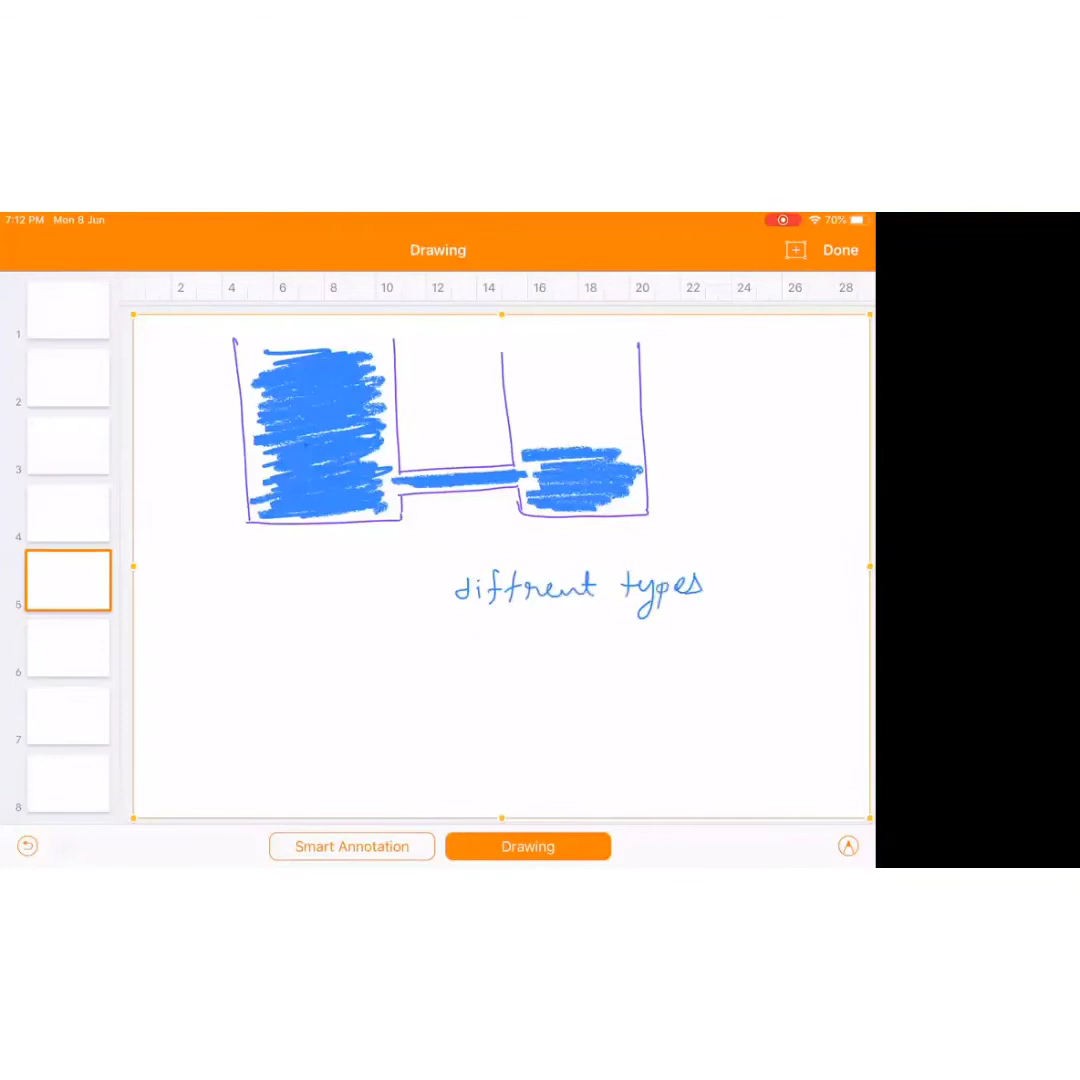 7:12 PM Mon 8 Jun 70%
Drawing Done
2 4 6 8 10 12 14 16 18 20 22 24 26 28
1
2
3
4
5
6
7
8
diffrent types
Smart Annotation Drawing